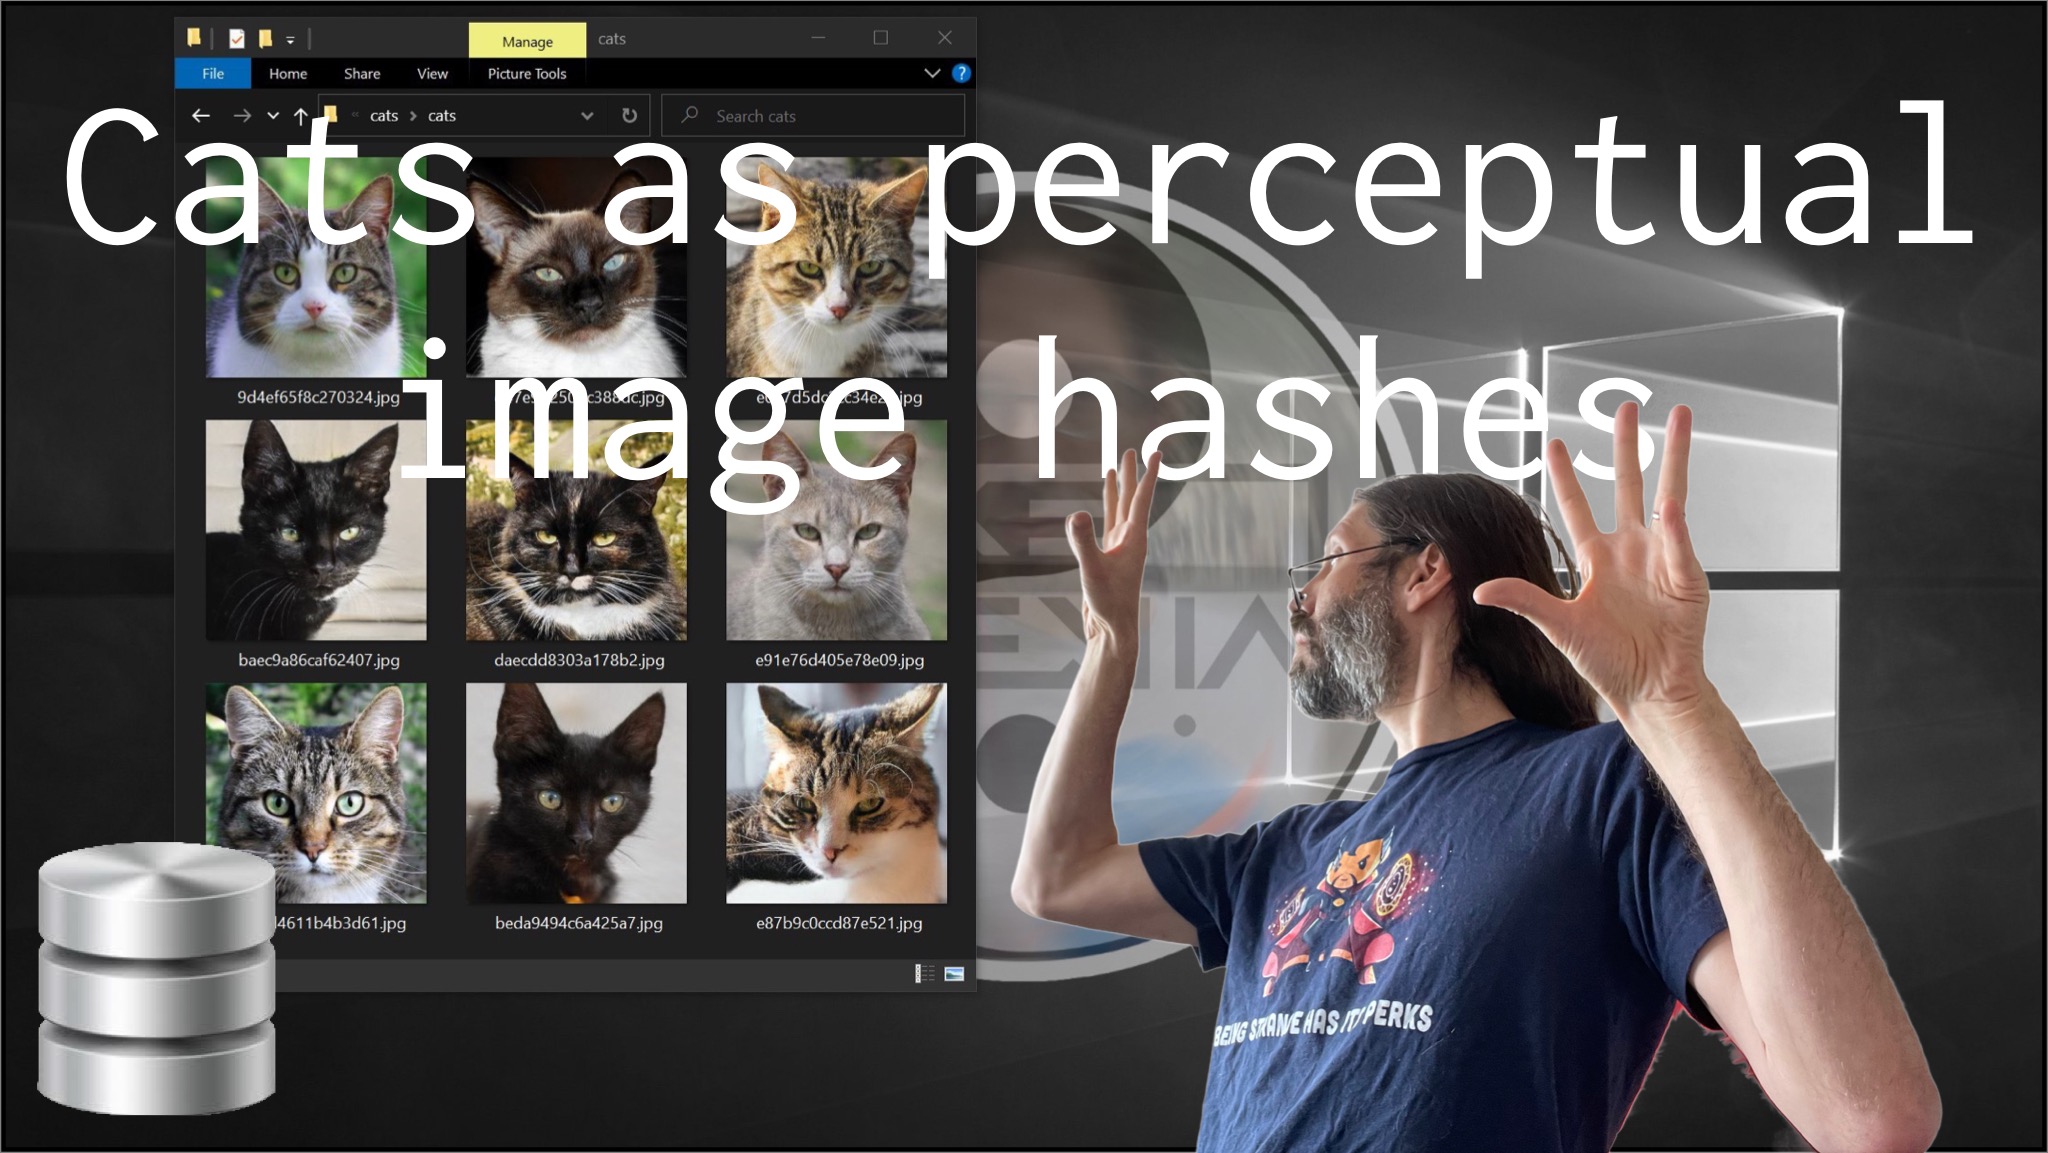 Manage
cats
File
Home
Share
View
Picture Tools
cats
cats
Search cats
Cats as perceptual
image hashes
9d4ef65f8c270324.jpg
baec9a86caf62407.jpg
daecdd8303a178b2.jpg
e91e76d405e78e09.jpg
beda9494c6a425a7.jpg
e87b9c0ccd87e521.jpg
BEING STRANGE HAS ITS PERKS